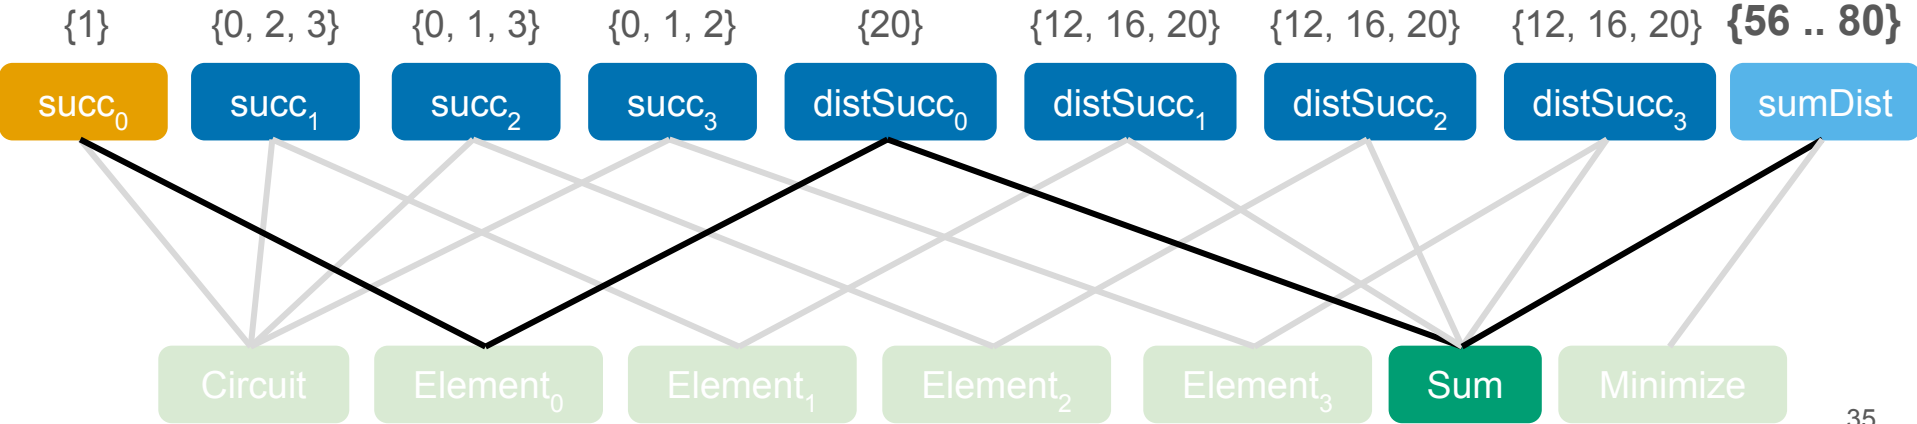 {1} {0, 2, 3} {0, 1, 3} {0, 1, 2} {20} {12, 16, 20} {12, 16, 20} {12, 16, 20} {56 .. 80}
succ₀ succ₁ succ₂ succ₃ distSucc₀ distSucc₁ distSucc₂ distSucc₃ sumDist
Circuit Element₀ Element₁ Element₂ Element₃ Sum Minimize
35